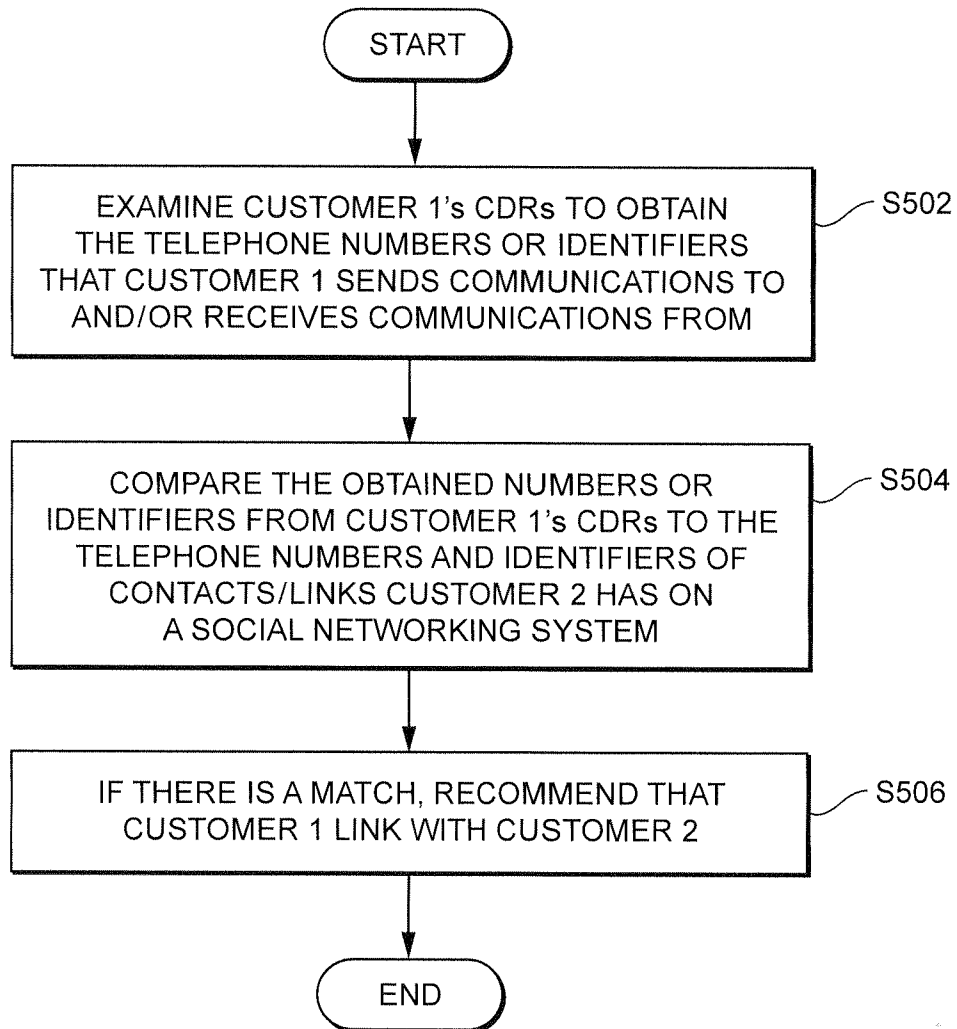 START
EXAMINE CUSTOMER 1's CDRs TO OBTAIN
THE TELEPHONE NUMBERS OR IDENTIFIERS
THAT CUSTOMER 1 SENDS COMMUNICATIONS TO
AND/OR RECEIVES COMMUNICATIONS FROM
S502
COMPARE THE OBTAINED NUMBERS OR
IDENTIFIERS FROM CUSTOMER 1's CDRs TO THE
TELEPHONE NUMBERS AND IDENTIFIERS OF
CONTACTS/LINKS CUSTOMER 2 HAS ON
A SOCIAL NETWORKING SYSTEM
S504
IF THERE IS A MATCH, RECOMMEND THAT
CUSTOMER 1 LINK WITH CUSTOMER 2
S506
END